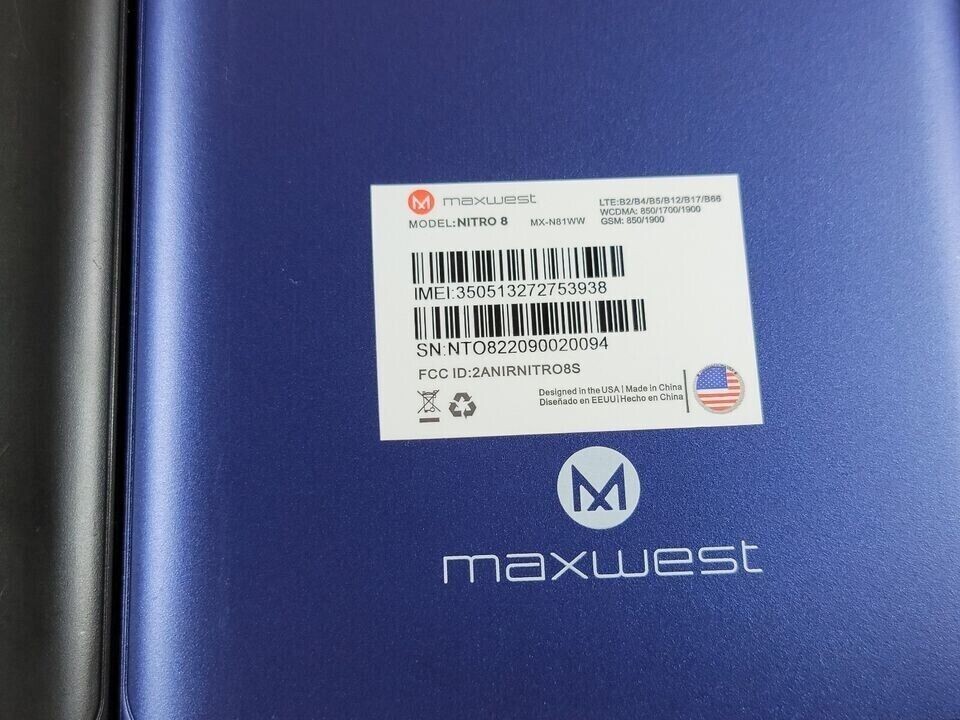 maxwest
MODEL:NITRO 8 MX-N81WW
LTE:B2/B4/B5/B12/B17/B66
WCDMA: 850/1700/1900
GSM: 850/1900
IMEI:350513272753938
SN:NTO822090020094
FCC ID:2ANIRNITRO8S
Designed in the USA | Made in China
Diseñado en EEUU | Hecho en China
maxwest